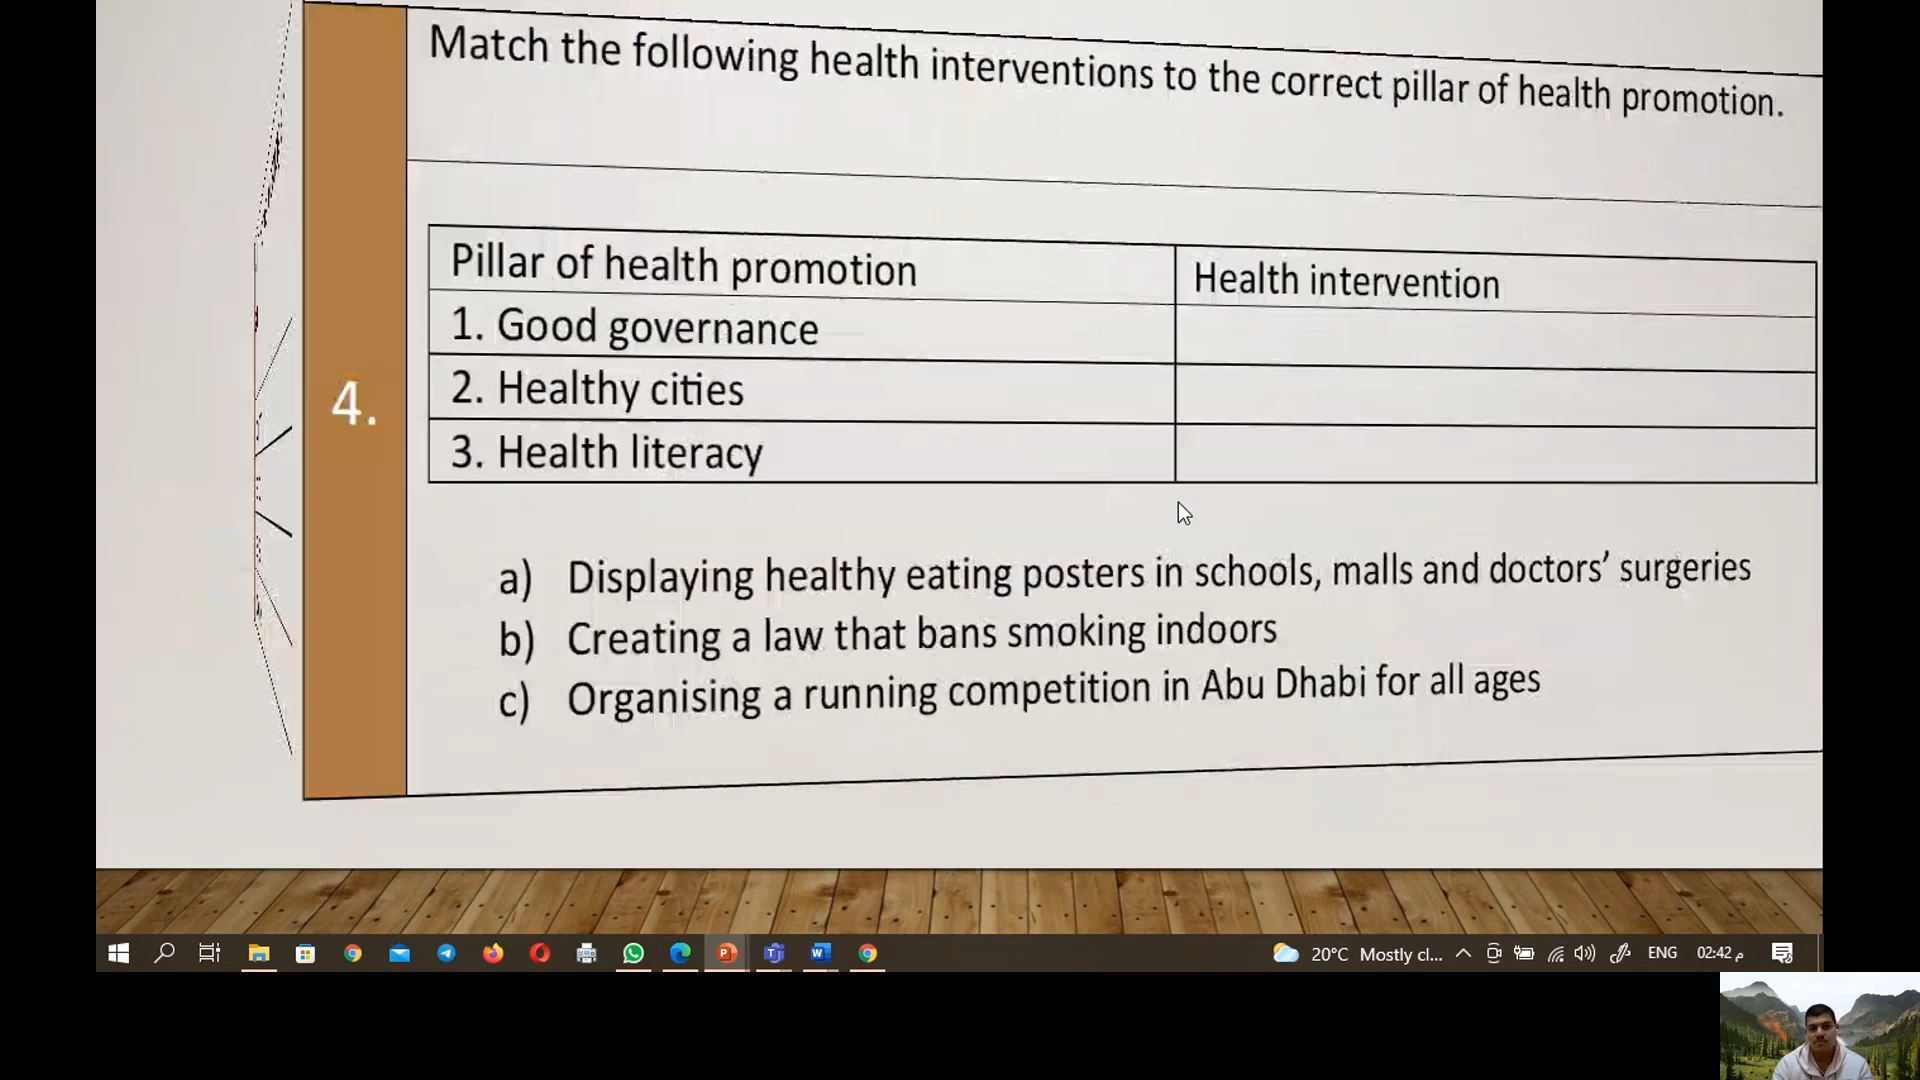 Match the following health interventions to the correct pillar of health promotion.
4.
Pillar of health promotion
Health intervention
1. Good governance
2. Healthy cities
3. Health literacy
a) Displaying healthy eating posters in schools, malls and doctors’ surgeries
b) Creating a law that bans smoking indoors
c) Organising a running competition in Abu Dhabi for all ages
20°C Mostly cl... ENG 02:42 م